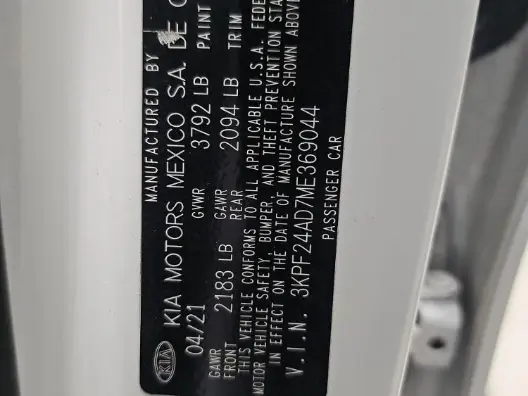 MANUFACTURED BY
KIA KIA MOTORS MEXICO S.A. DE C
04/21 GVWR 3792 LB PAINT
GAWR FRONT 2183 LB GAWR REAR 2094 LB TRIM
THIS VEHICLE CONFORMS TO ALL APPLICABLE U.S.A. FEDE
MOTOR VEHICLE SAFETY, BUMPER, AND THEFT PREVENTION STA
IN EFFECT ON THE DATE OF MANUFACTURE SHOWN ABOVE
V.I.N. 3KPF24AD7ME369044
PASSENGER CAR